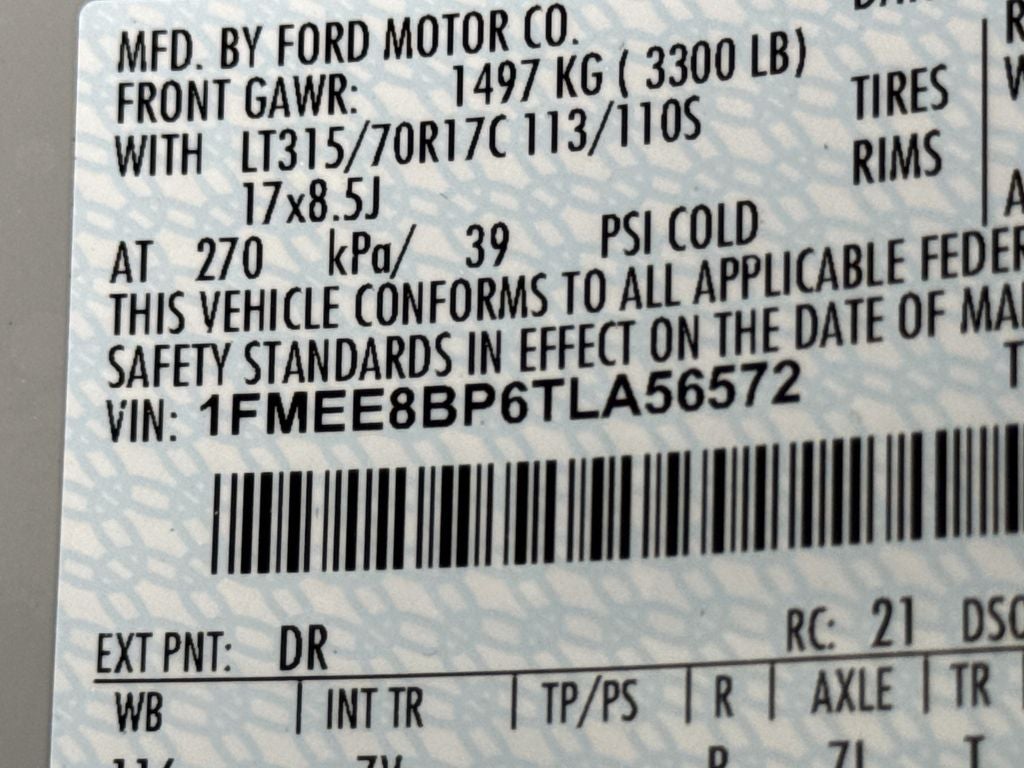 MFD. BY FORD MOTOR CO.
FRONT GAWR: 1497 KG ( 3300 LB)
WITH LT315/70R17C 113/110S TIRES
17x8.5J RIMS
AT 270 kPa/ 39 PSI COLD
THIS VEHICLE CONFORMS TO ALL APPLICABLE FEDER
SAFETY STANDARDS IN EFFECT ON THE DATE OF MA
VIN: 1FMEE8BP6TLA56572
EXT PNT: DR RC: 21 DSO
WB INT TR TP/PS R AXLE TR